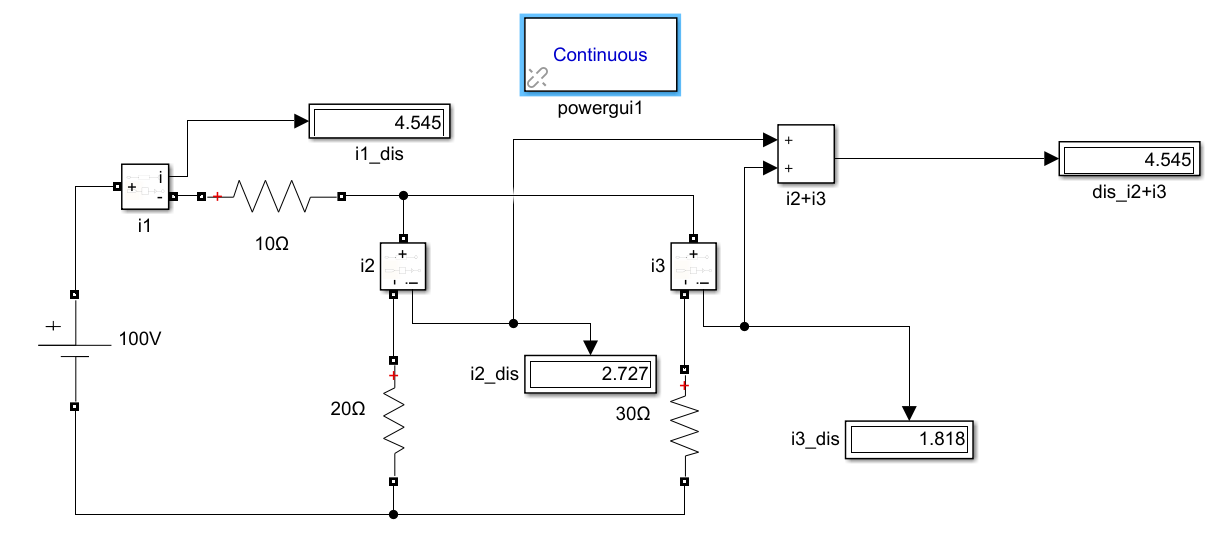 Continuous
powergui1
4.545
i1_dis
i
+
-
i1
10Ω
+
+
i2+i3
4.545
dis_i2+i3
i2
+
-
i
i3
+
-
i
+
100V
i2_dis
2.727
20Ω
30Ω
i3_dis
1.818